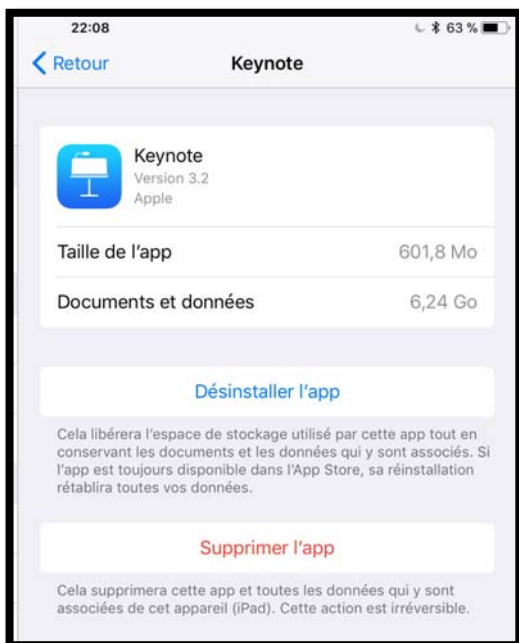 22:08 63 %
Retour Keynote
Keynote
Version 3.2
Apple
Taille de l'app 601,8 Mo
Documents et données 6,24 Go
Désinstaller l'app
Cela libérera l'espace de stockage utilisé par cette app tout en
conservant les documents et les données qui y sont associés. Si
l'app est toujours disponible dans l'App Store, sa réinstallation
rétablira toutes vos données.
Supprimer l'app
Cela supprimera cette app et toutes les données qui y sont
associées de cet appareil (iPad). Cette action est irréversible.